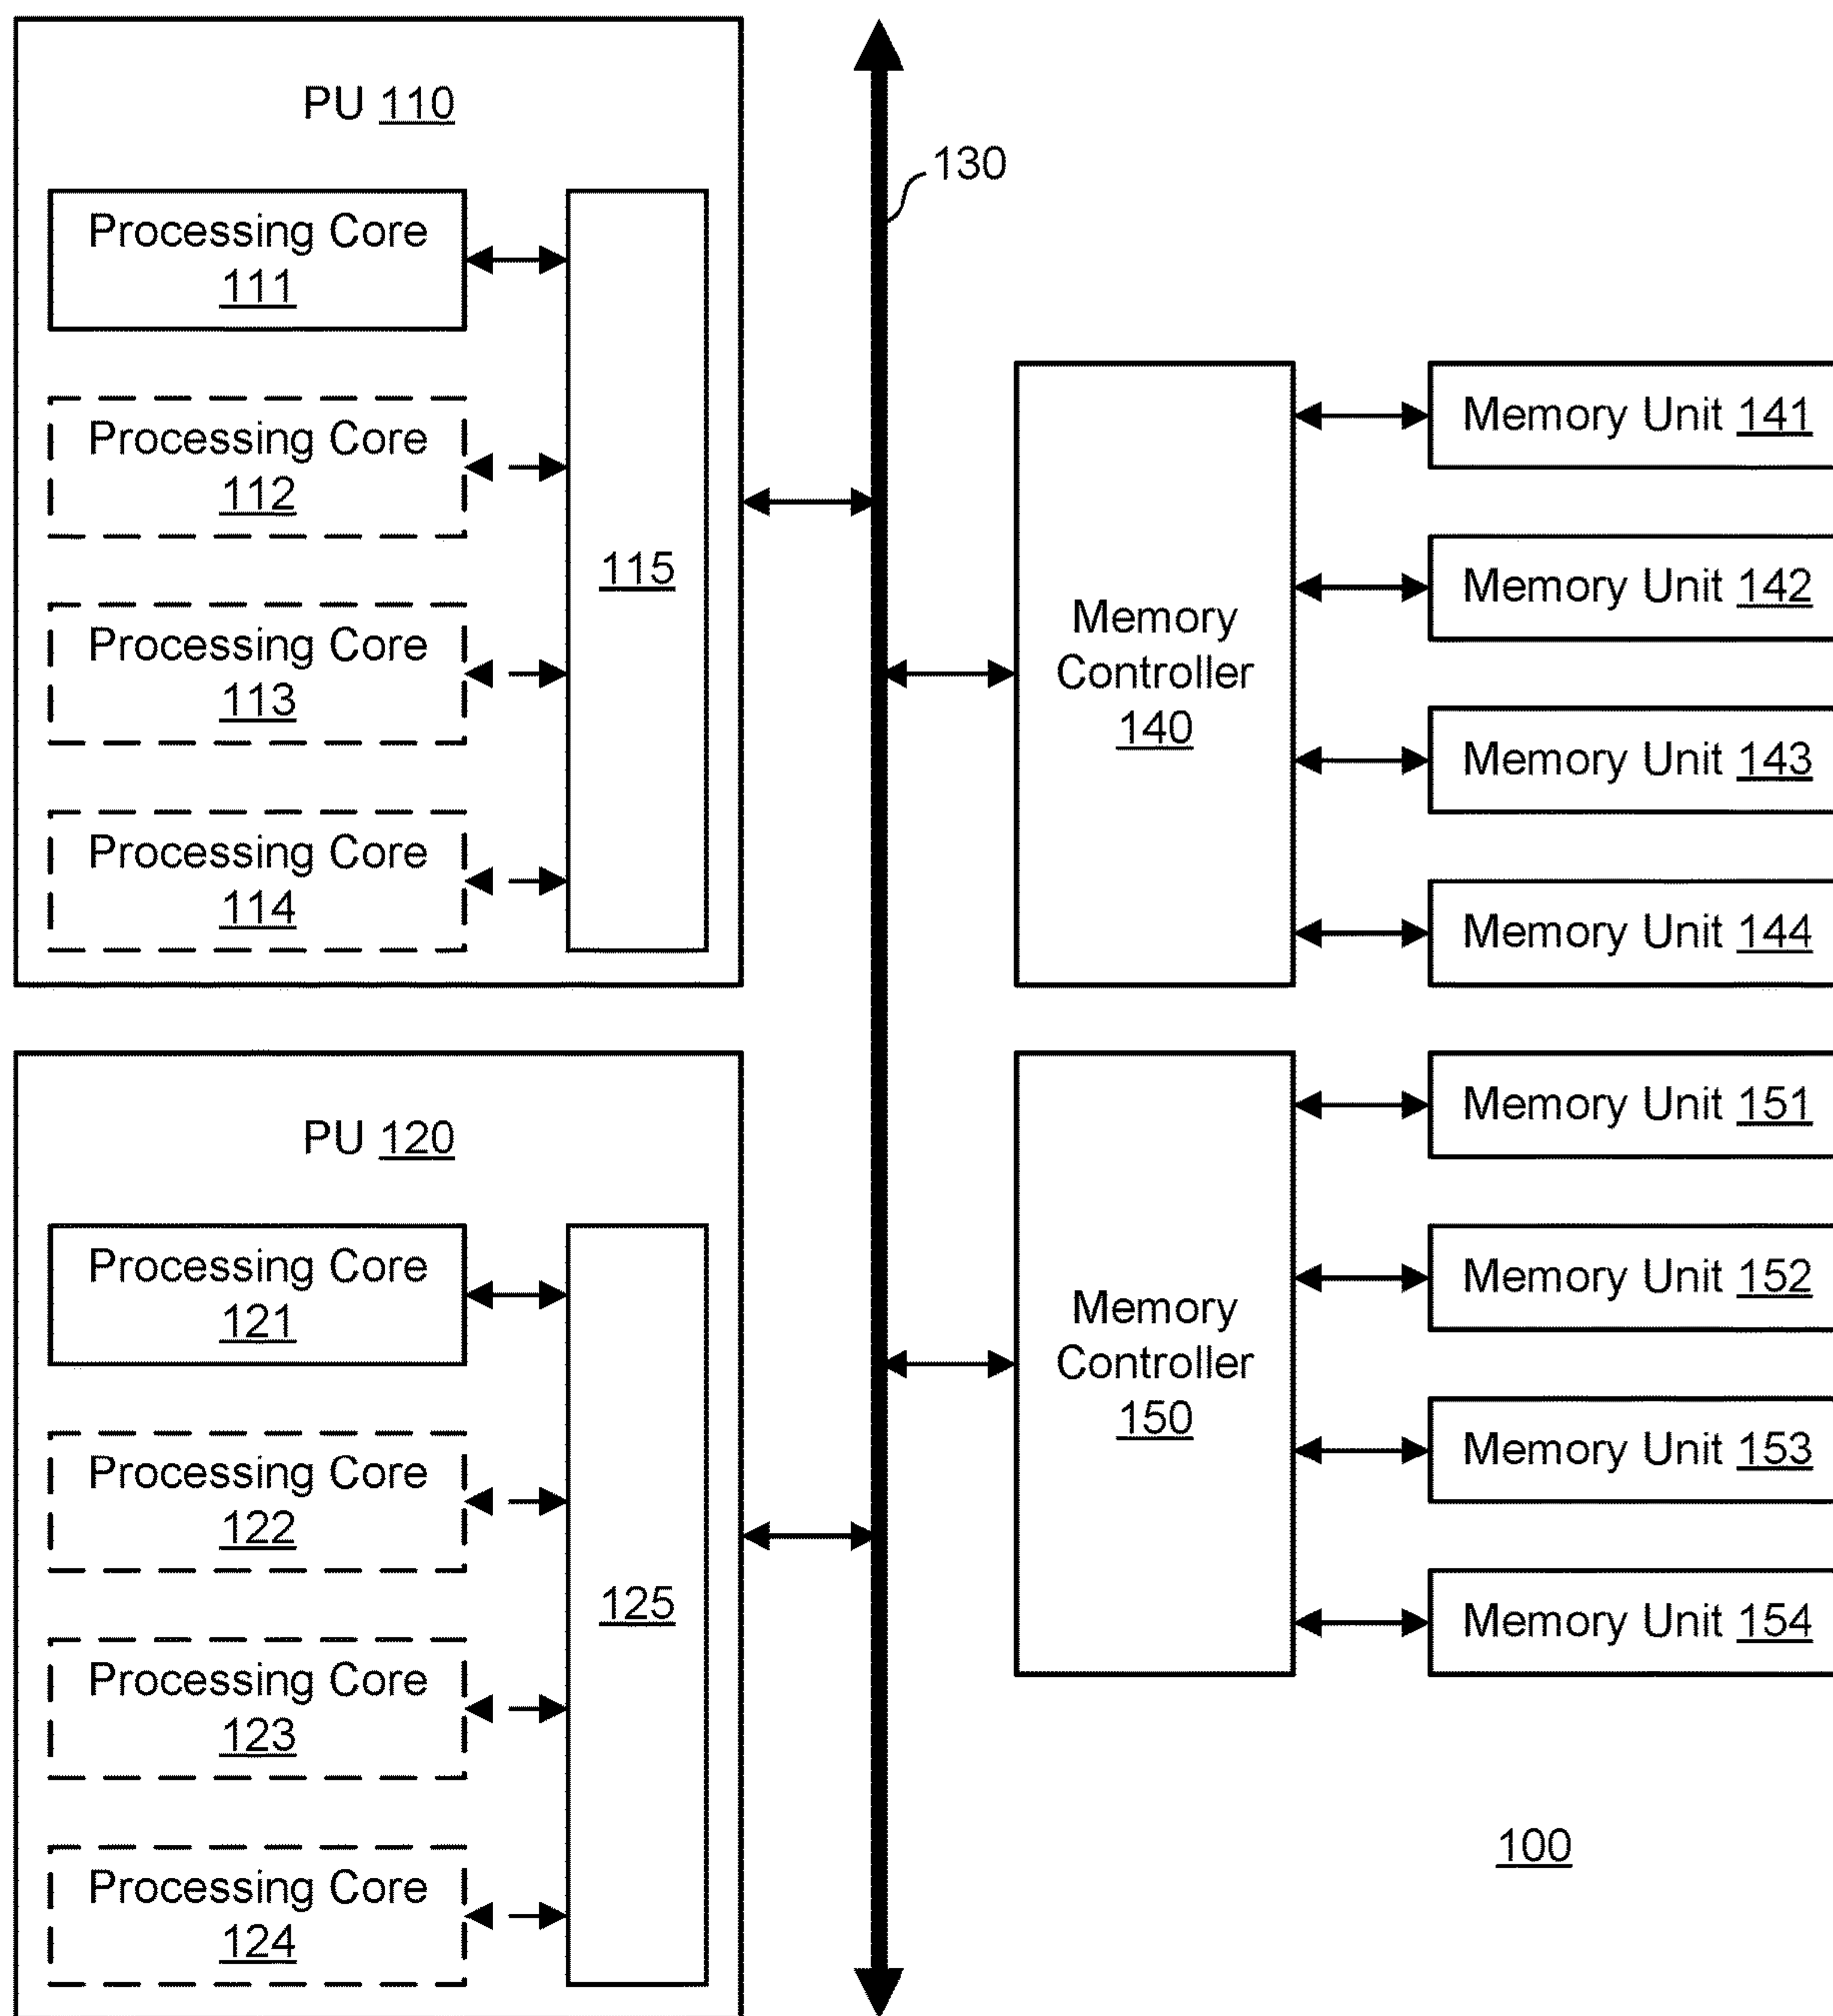 PU 110
Processing Core
111
Processing Core
112
Processing Core
113
Processing Core
114
115
130
Memory
Controller
140
Memory Unit 141
Memory Unit 142
Memory Unit 143
Memory Unit 144
PU 120
Processing Core
121
Processing Core
122
Processing Core
123
Processing Core
124
125
Memory
Controller
150
Memory Unit 151
Memory Unit 152
Memory Unit 153
Memory Unit 154
100